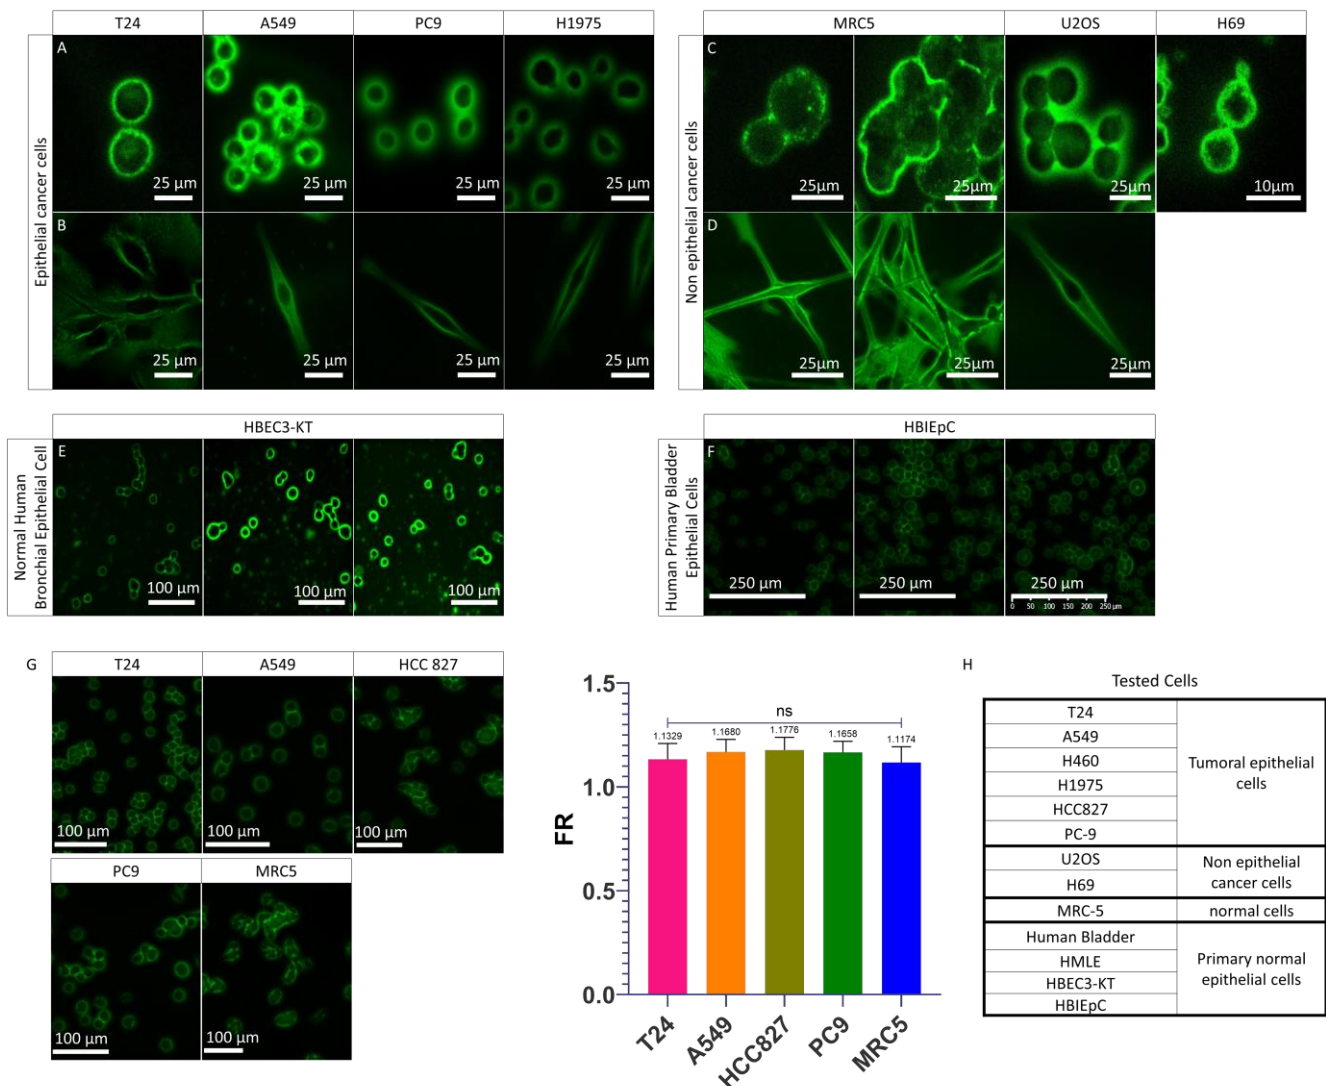 T24 A549 PC9 H1975
Epithelial cancer cells
A
25 µm 25 µm 25 µm 25 µm
B
25 µm 25 µm 25 µm 25 µm
MRC5 U2OS H69
Non epithelial cancer cells
C
25µm 25µm 25µm 10µm
D
25µm 25µm 25µm
HBEC3-KT
Normal Human
Bronchial Epithelial Cell
E
100 µm 100 µm 100 µm
HBIEpC
Human Primary Bladder
Epithelial Cells
F
250 µm 250 µm 250 µm
0 50 100 150 200 250 µm
G
T24 A549 HCC 827
100 µm 100 µm 100 µm
PC9 MRC5
100 µm 100 µm
FR
1.5
1.0
0.5
0.0
ns
1.1329 1.1680 1.1776 1.1658 1.1174
T24 A549 HCC827 PC9 MRC5
H
Tested Cells
T24
A549
H460
H1975
HCC827
PC-9
Tumoral epithelial
cells
U2OS
H69
Non epithelial
cancer cells
MRC-5 normal cells
Human Bladder
HMLE
HBEC3-KT
HBIEpC
Primary normal
epithelial cells